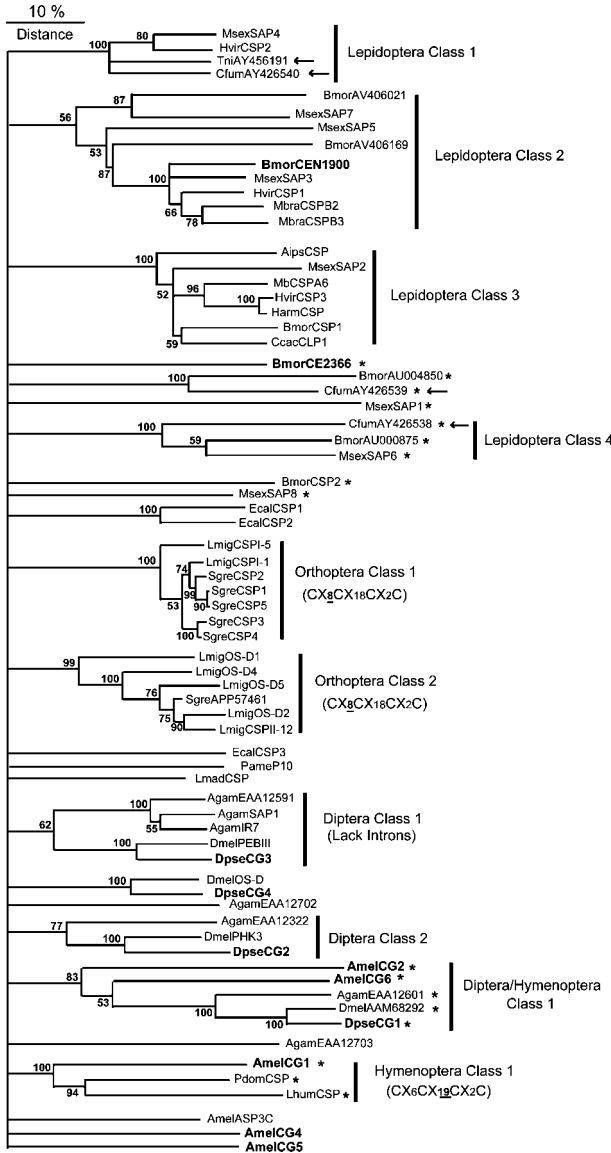 10 %
Distance
80
MsexSAP4
HvirCSP2
100
TniAY456191
CfumAY426540
Lepidoptera Class 1
BmorAV406021
87
MsexSAP7
56
MsexSAP5
53
BmorAV406169
87
BmorCEN1900
100
MsexSAP3
HvirCSP1
66
MbraCSPB2
78
MbraCSPB3
Lepidoptera Class 2
AipsCSP
100
MsexSAP2
52
96
MbCSPA6
HvirCSP3
100
HarmCSP
BmorCSP1
59
CcacCLP1
Lepidoptera Class 3
BmorCE2366 *
BmorAU004850 *
100
CfumAY426539 *
MsexSAP1 *
CfumAY426538 *
100
BmorAU000875 *
59
MsexSAP6 *
Lepidoptera Class 4
BmorCSP2 *
MsexSAP8 *
EcalCSP1
100
EcalCSP2
LmigCSPI-5
100
LmigCSPI-1
74
SgreCSP2
99
SgreCSP1
90
SgreCSP5
53
SgreCSP3
100
SgreCSP4
Orthoptera Class 1
(CX8CX18CX2C)
LmigOS-D1
99
LmigOS-D4
100
LmigOS-D5
76
SgreAPP57461
75
LmigOS-D2
90
LmigCSPII-12
Orthoptera Class 2
(CX8CX18CX2C)
EcalCSP3
PameP10
LmadCSP
AgamEAA12591
100
AgamSAP1
55
AgamIR7
62
DmelPEBIII
100
DpseCG3
Diptera Class 1
(Lack Introns)
DmelOS-D
100
DpseCG4
AgamEAA12702
AgamEAA12322
77
DmelPHK3
100
DpseCG2
Diptera Class 2
AmelCG2 *
83
AmelCG6 *
53
AgamEAA12601 *
100
DmelAAM68292 *
100
DpseCG1 *
Diptera/Hymenoptera
Class 1
AgamEAA12703
AmelCG1 *
100
PdomCSP *
94
LhumCSP *
Hymenoptera Class 1
(CX6CX19CX2C)
AmelASP3C
AmelCG4
AmelCG5